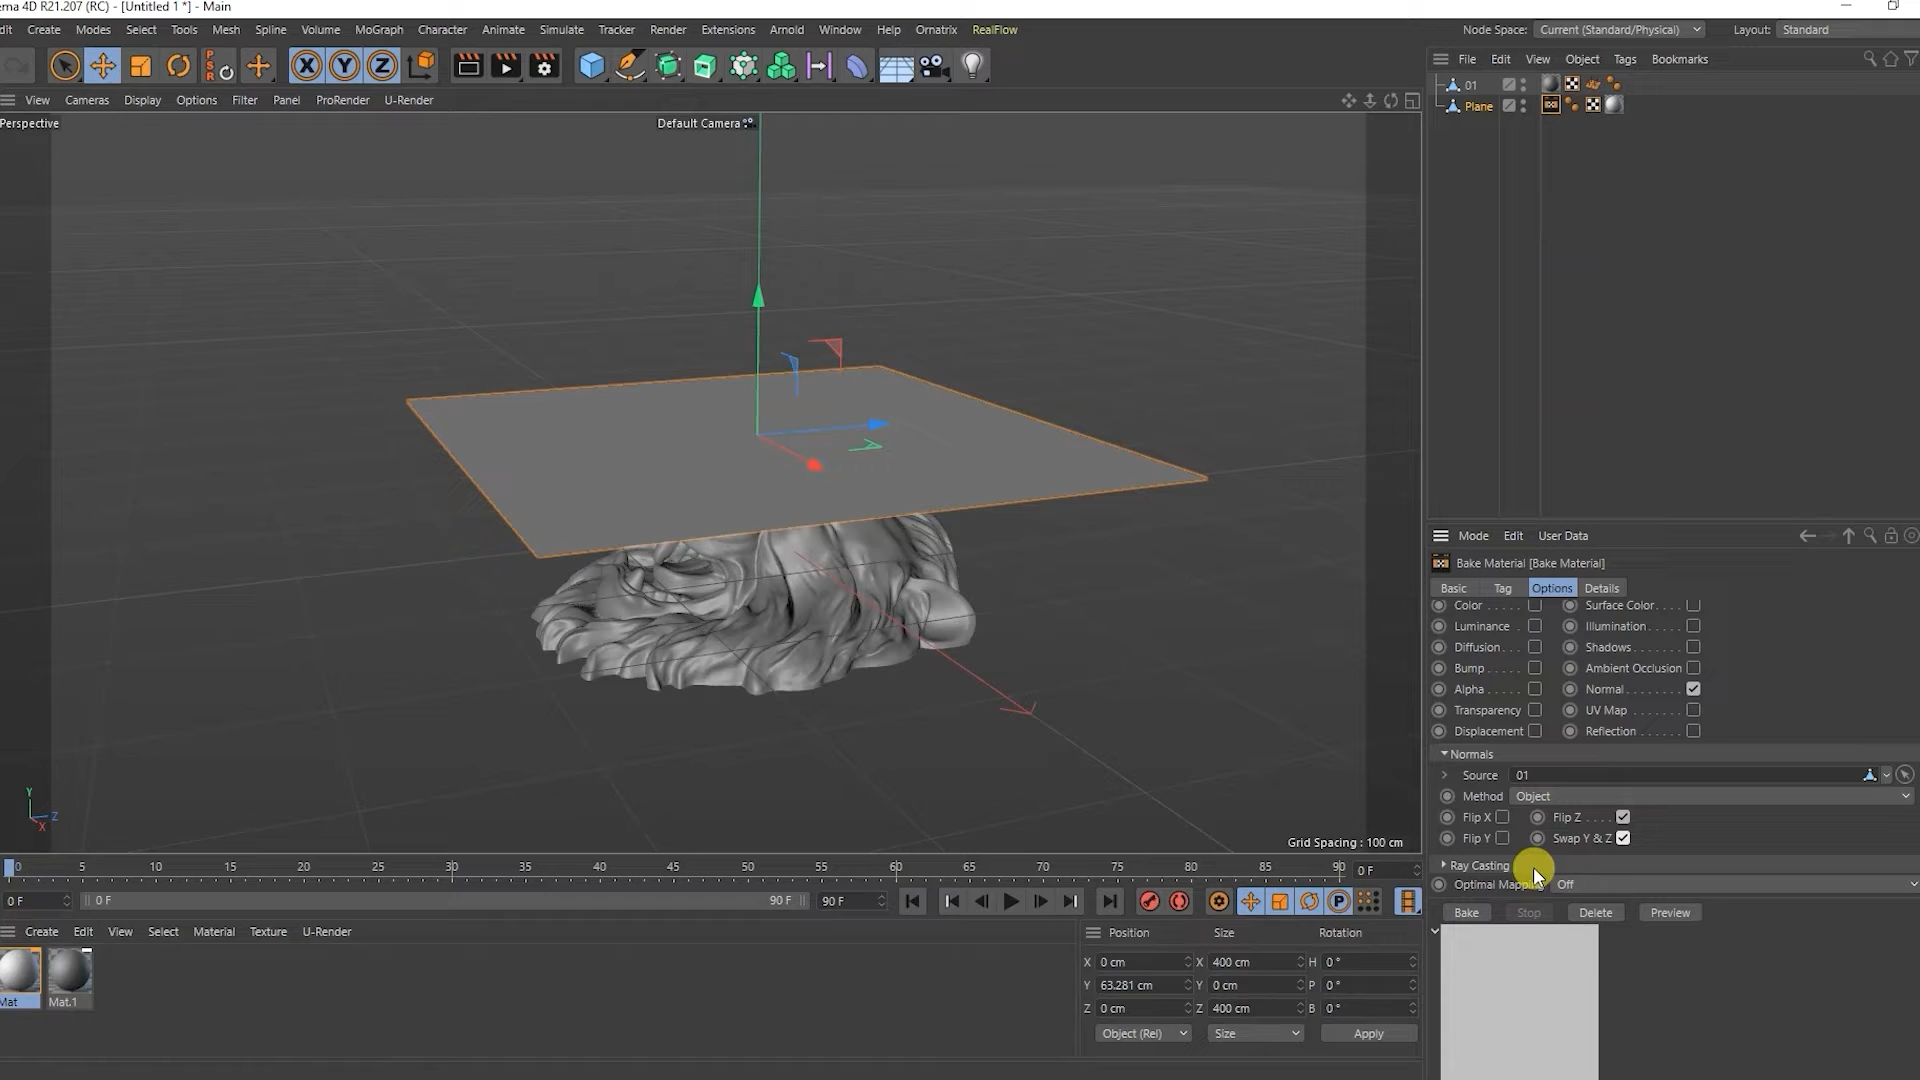 ema 4D R21.207 (RC) - [Untitled 1 *] - Main
dit Create Modes Select Tools Mesh Spline Volume MoGraph Character Animate Simulate Tracker Render Extensions Arnold Window Help Ornatrix RealFlow
Node Space: Current (Standard/Physical) Layout: Standard
P S R X Y Z
File Edit View Object Tags Bookmarks
01
Plane
View Cameras Display Options Filter Panel ProRender U-Render
Perspective
Default Camera
Y
Z
X
Grid Spacing : 100 cm
Mode Edit User Data
Bake Material [Bake Material]
Basic Tag Options Details
Color . . . . . Surface Color. . . .
Luminance . Illumination. . . . .
Diffusion. . . Shadows. . . . . . .
Bump. . . . . Ambient Occlusion
Alpha . . . . . Normal. . . . . . . .
Transparency UV Map . . . . . . .
Displacement Reflection . . . . . .
Normals
Source 01
Method Object
Flip X Flip Z . . . .
Flip Y Swap Y & Z
Ray Casting
Optimal Mapping Off
Bake Stop Delete Preview
0 5 10 15 20 25 30 35 40 45 50 55 60 65 70 75 80 85 90 0 F
0 F 0 F 90 F 90 F
P
Create Edit View Select Material Texture U-Render
Mat Mat.1
Position Size Rotation
X 0 cm X 400 cm H 0 °
Y 63.281 cm Y 0 cm P 0 °
Z 0 cm Z 400 cm B 0 °
Object (Rel) Size Apply